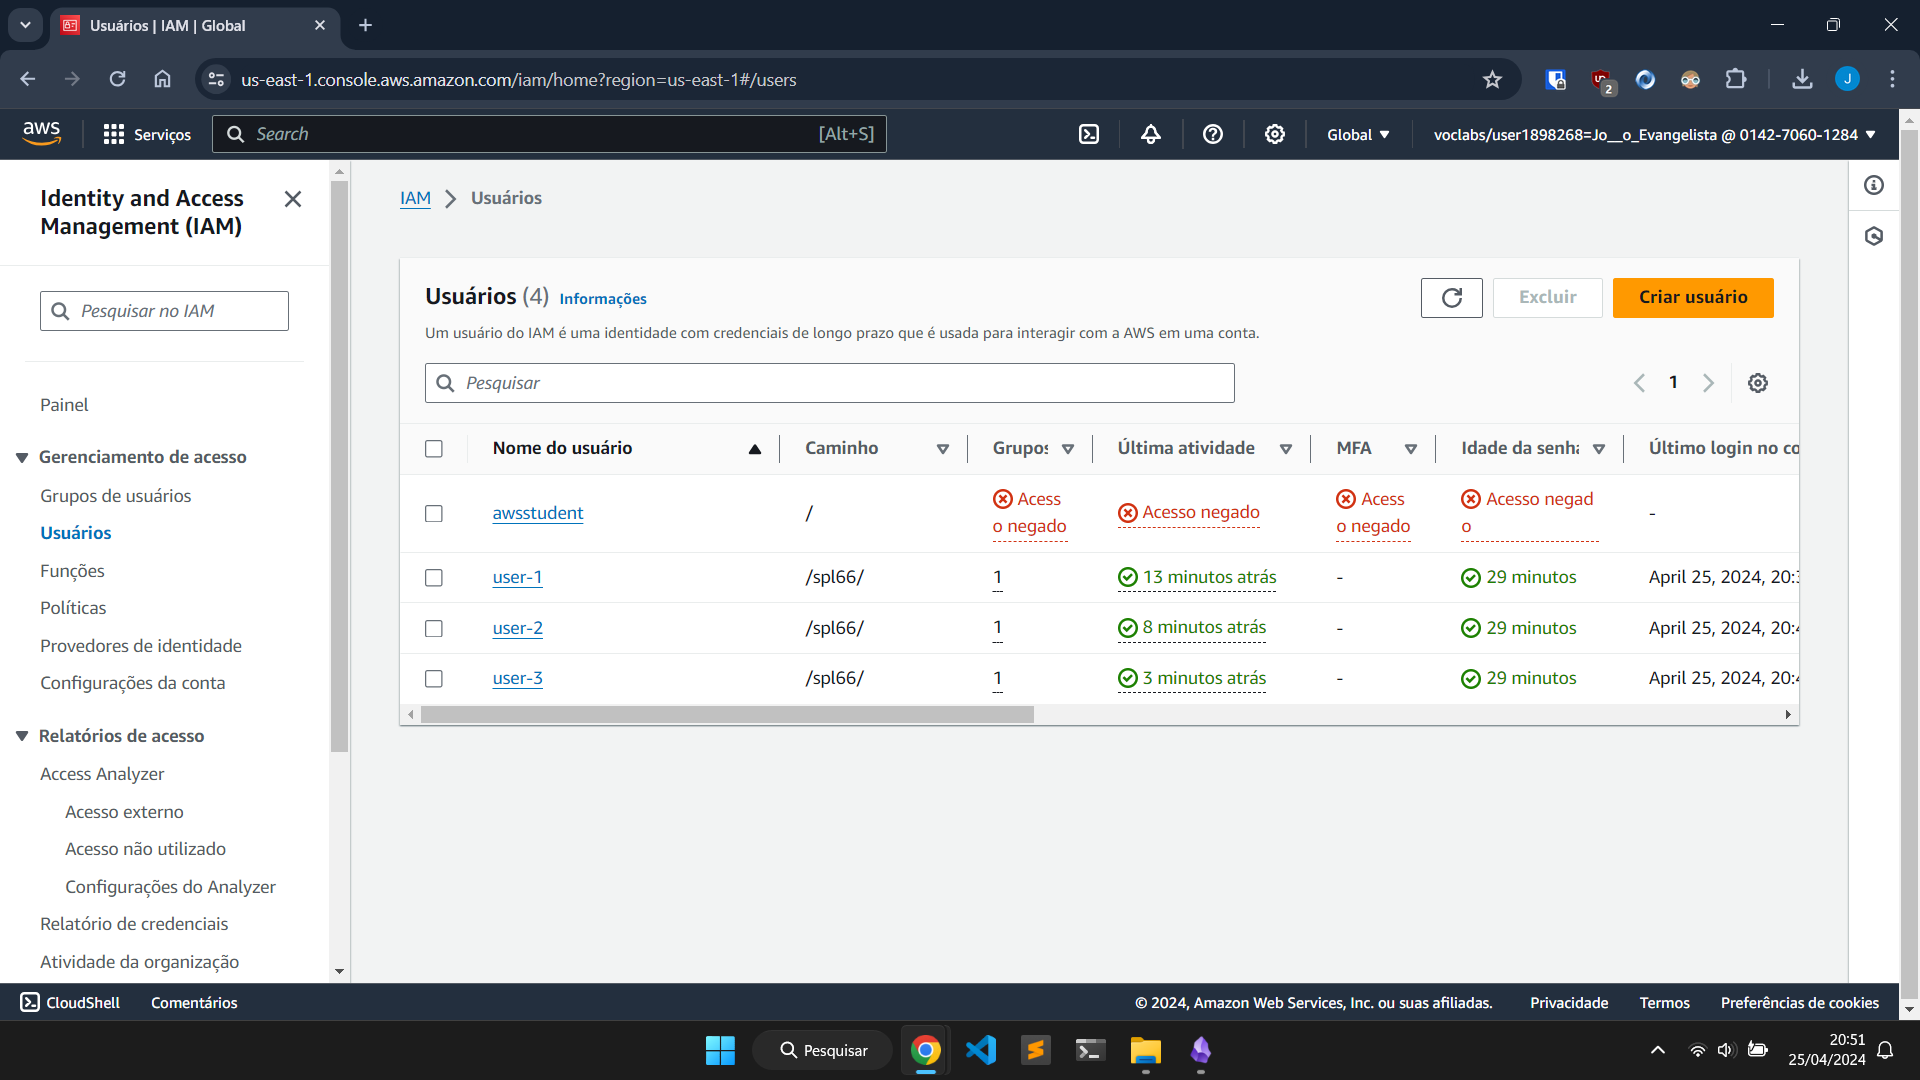 Usuários | IAM | Global
us-east-1.console.aws.amazon.com/iam/home?region=us-east-1#/users
2
J
aws
Serviços
Search
[Alt+S]
Global
voclabs/user1898268=Jo__o_Evangelista @ 0142-7060-1284
Identity and Access
Management (IAM)
Pesquisar no IAM
Painel
Gerenciamento de acesso
Grupos de usuários
Usuários
Funções
Políticas
Provedores de identidade
Configurações da conta
Relatórios de acesso
Access Analyzer
Acesso externo
Acesso não utilizado
Configurações do Analyzer
Relatório de credenciais
Atividade da organização
IAM
Usuários
Usuários (4) Informações
Um usuário do IAM é uma identidade com credenciais de longo prazo que é usada para interagir com a AWS em uma conta.
Excluir
Criar usuário
Pesquisar
1
Nome do usuário
Caminho
Grupos
Última atividade
MFA
Idade da senha
Último login no co
awsstudent
/
Acess
o negado
Acesso negado
Acess
o negado
Acesso negad
o
-
user-1
/spl66/
1
13 minutos atrás
-
29 minutos
April 25, 2024, 20:3
user-2
/spl66/
1
8 minutos atrás
-
29 minutos
April 25, 2024, 20:4
user-3
/spl66/
1
3 minutos atrás
-
29 minutos
April 25, 2024, 20:4
CloudShell
Comentários
© 2024, Amazon Web Services, Inc. ou suas afiliadas.
Privacidade
Termos
Preferências de cookies
Pesquisar
20:51
25/04/2024